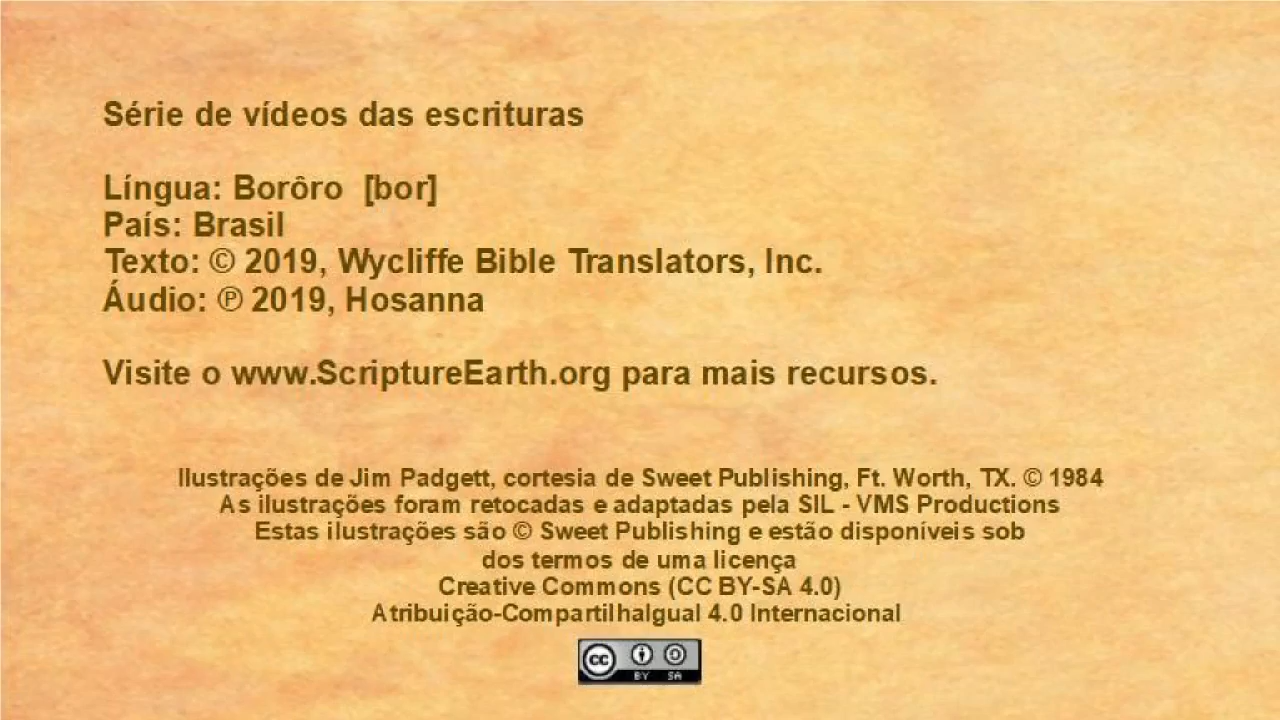 Série de vídeos das escrituras
Língua: Borôro [bor]
País: Brasil
Texto: © 2019, Wycliffe Bible Translators, Inc.
Áudio: ℗ 2019, Hosanna
Visite o www.ScriptureEarth.org para mais recursos.
Ilustrações de Jim Padgett, cortesia de Sweet Publishing, Ft. Worth, TX. © 1984
As ilustrações foram retocadas e adaptadas pela SIL - VMS Productions
Estas ilustrações são © Sweet Publishing e estão disponíveis sob
dos termos de uma licença
Creative Commons (CC BY-SA 4.0)
Atribuição-CompartilhaIgual 4.0 Internacional
cc BY SA